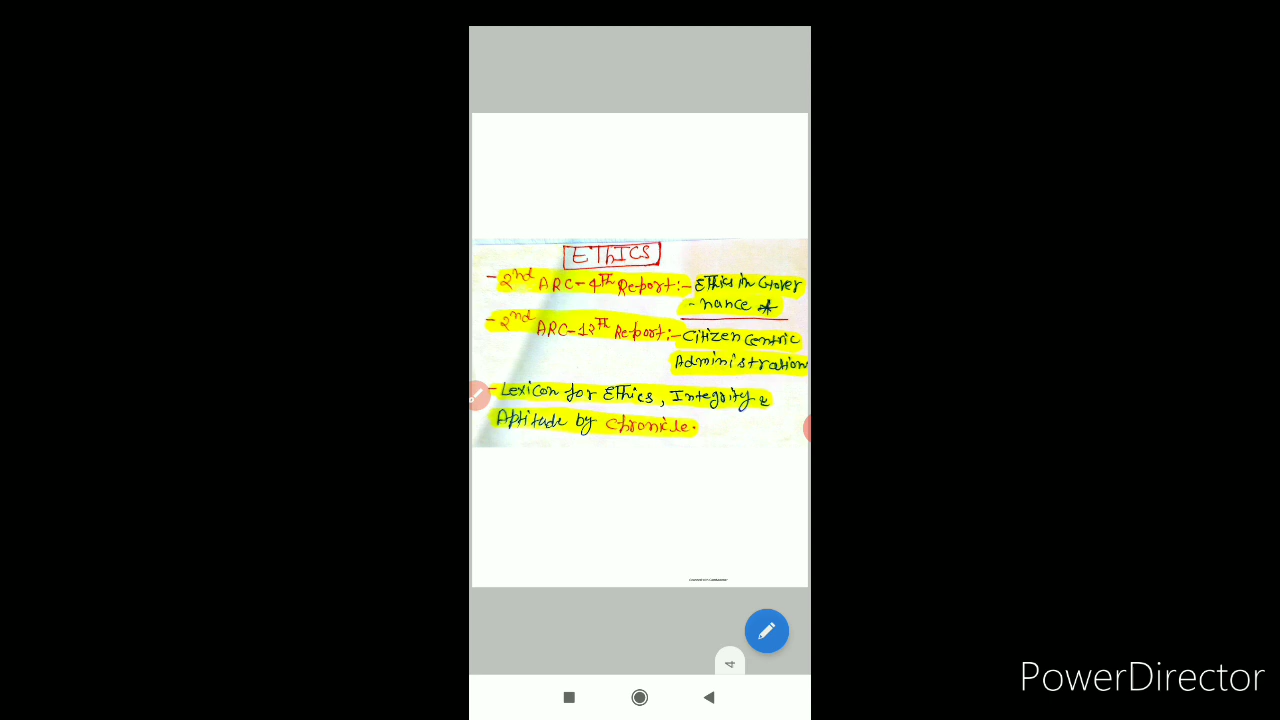 EThICS
- 2nd ARC - 4th Report :- Ethics in Gover
- nance *
- 2nd ARC - 12th Report :- Citizen Centric
Administration
- Lexicon for Ethics, Integrity &
Aptitude by Chronicle.
4
PowerDirector